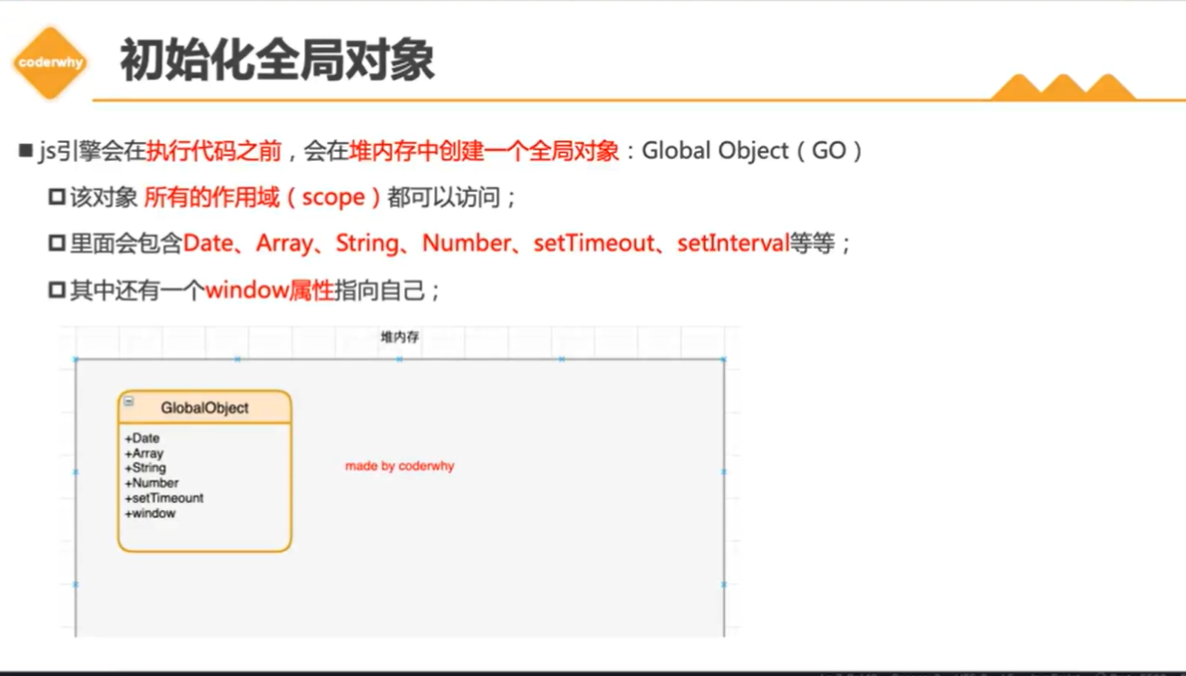 coderwhy
初始化全局对象
■ js引擎会在执行代码之前，会在堆内存中创建一个全局对象：Global Object（GO）
该对象 所有的作用域（scope）都可以访问；
里面会包含Date、Array、String、Number、setTimeout、setInterval等等；
其中还有一个window属性指向自己；
堆内存
GlobalObject
+Date
+Array
+String
+Number
+setTimeount
+window
made by coderwhy